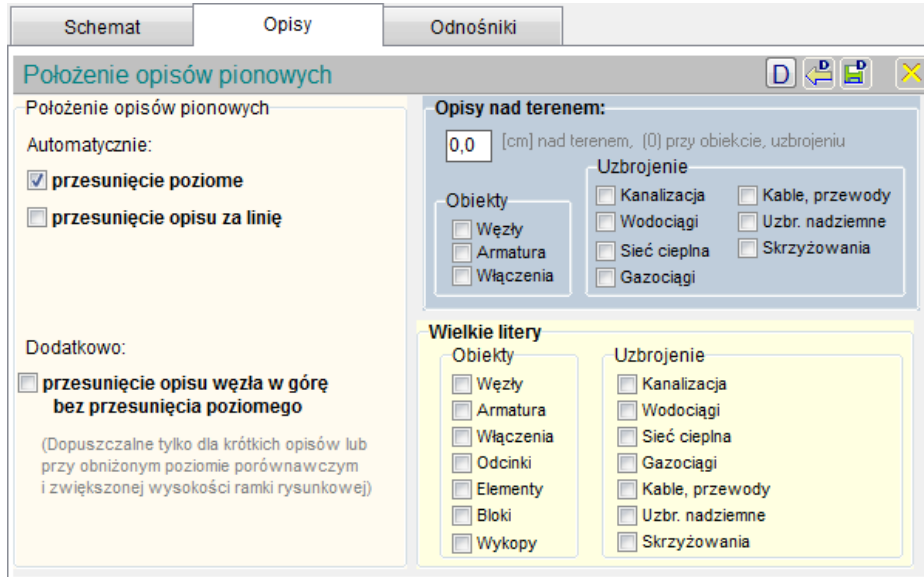 Schemat
Opisy
Odnośniki
Położenie opisów pionowych
D
D
D
Położenie opisów pionowych
Automatycznie:
przesunięcie poziome
przesunięcie opisu za linię
Dodatkowo:
przesunięcie opisu węzła w górę
bez przesunięcia poziomego
(Dopuszczalne tylko dla krótkich opisów lub
przy obniżonym poziomie porównawczym
i zwiększonej wysokości ramki rysunkowej)
Opisy nad terenem:
0,0 [cm] nad terenem, (0) przy obiekcie, uzbrojeniu
Obiekty
Węzły
Armatura
Włączenia
Uzbrojenie
Kanalizacja
Wodociągi
Sieć cieplna
Gazociągi
Kable, przewody
Uzbr. nadziemne
Skrzyżowania
Wielkie litery
Obiekty
Węzły
Armatura
Włączenia
Odcinki
Elementy
Bloki
Wykopy
Uzbrojenie
Kanalizacja
Wodociągi
Sieć cieplna
Gazociągi
Kable, przewody
Uzbr. nadziemne
Skrzyżowania